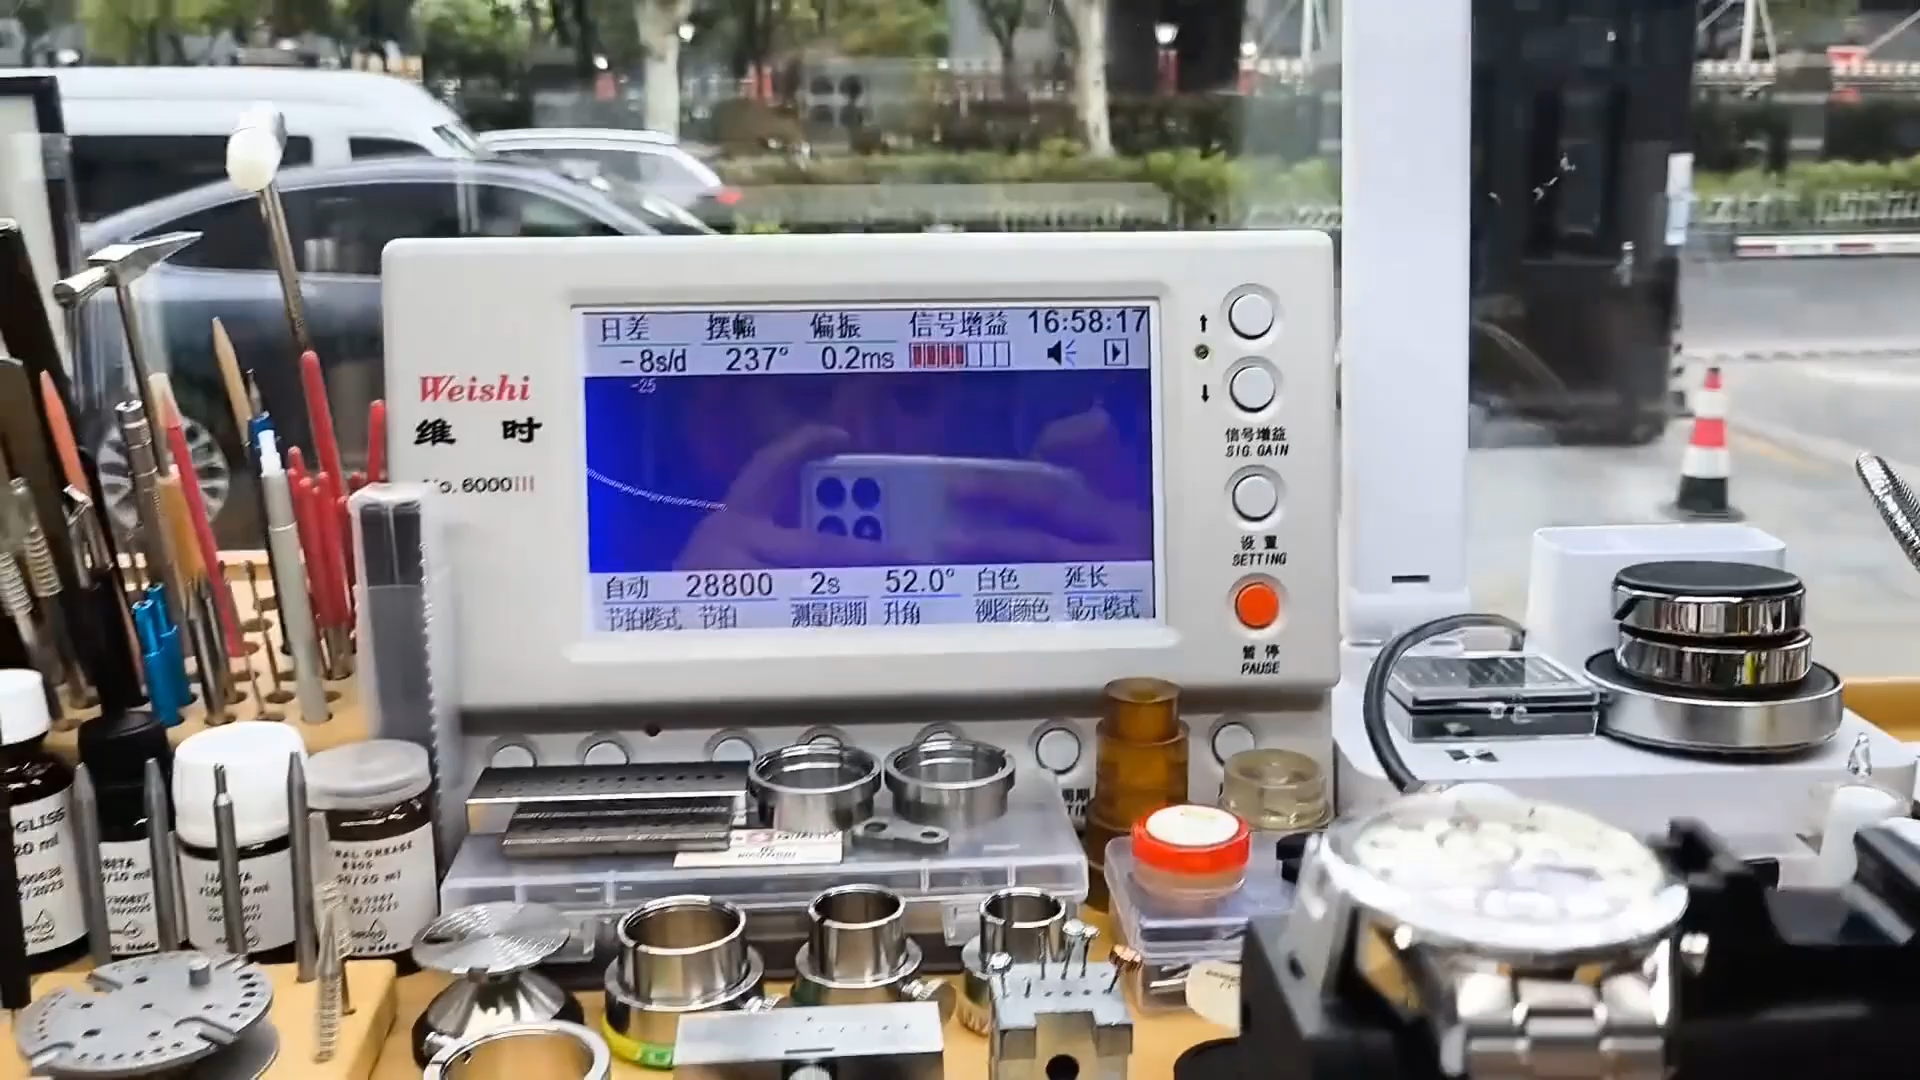 日差 摆幅 偏振 信号增益 16:58:17
-8s/d 237° 0.2ms
-25
Weishi
维 时
No. 6000III
自动 28800 2s 52.0° 白色 延长
节拍模式 节拍 测量周期 升角 视图颜色 显示模式
↑
↓
信号增益
SIG.GAIN
设置
SETTING
暂停
PAUSE